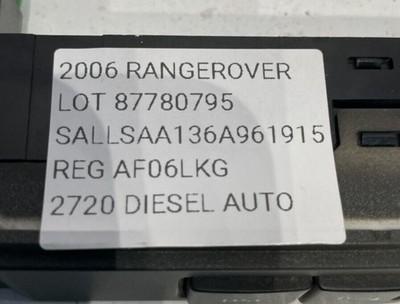 2006 RANGEROVER
LOT 87780795
SALLSAA136A961915
REG AF06LKG
2720 DIESEL AUTO